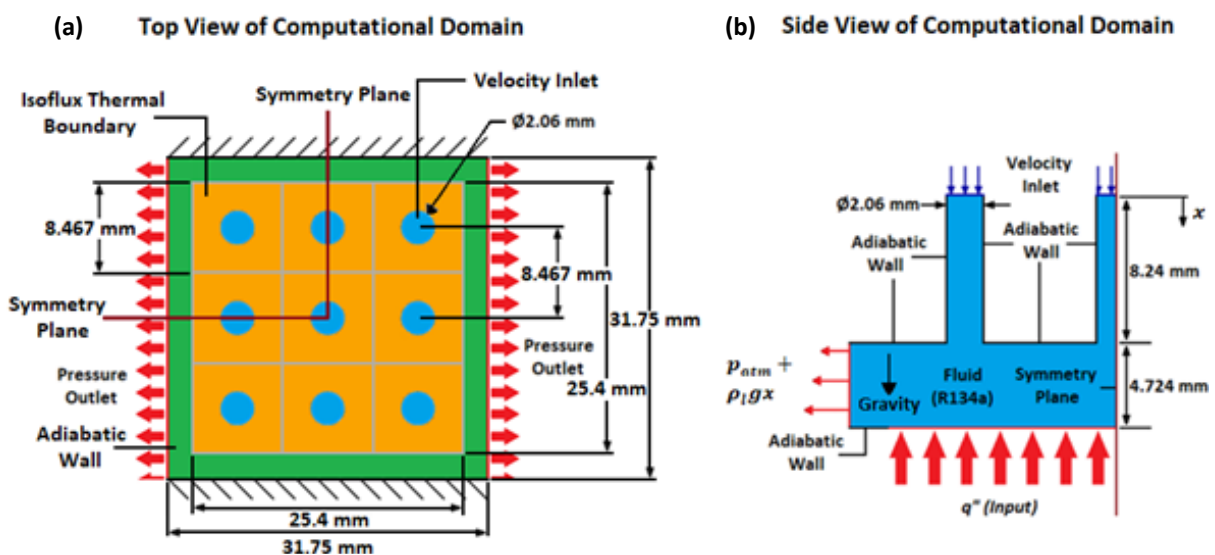 (a)
Top View of Computational Domain
Isoflux Thermal
Boundary
Symmetry Plane
Velocity Inlet
Ø2.06 mm
8.467 mm
8.467 mm
Symmetry
Plane
31.75 mm
Pressure
Outlet
Pressure
Outlet
25.4 mm
Adiabatic
Wall
25.4 mm
31.75 mm
(b)
Side View of Computational Domain
Velocity
Inlet
Ø2.06 mm
x
Adiabatic
Wall
Adiabatic
Wall
8.24 mm
patm +
ρlgx
Fluid
(R134a)
Symmetry
Plane
4.724 mm
Gravity
Adiabatic
Wall
q" (Input)